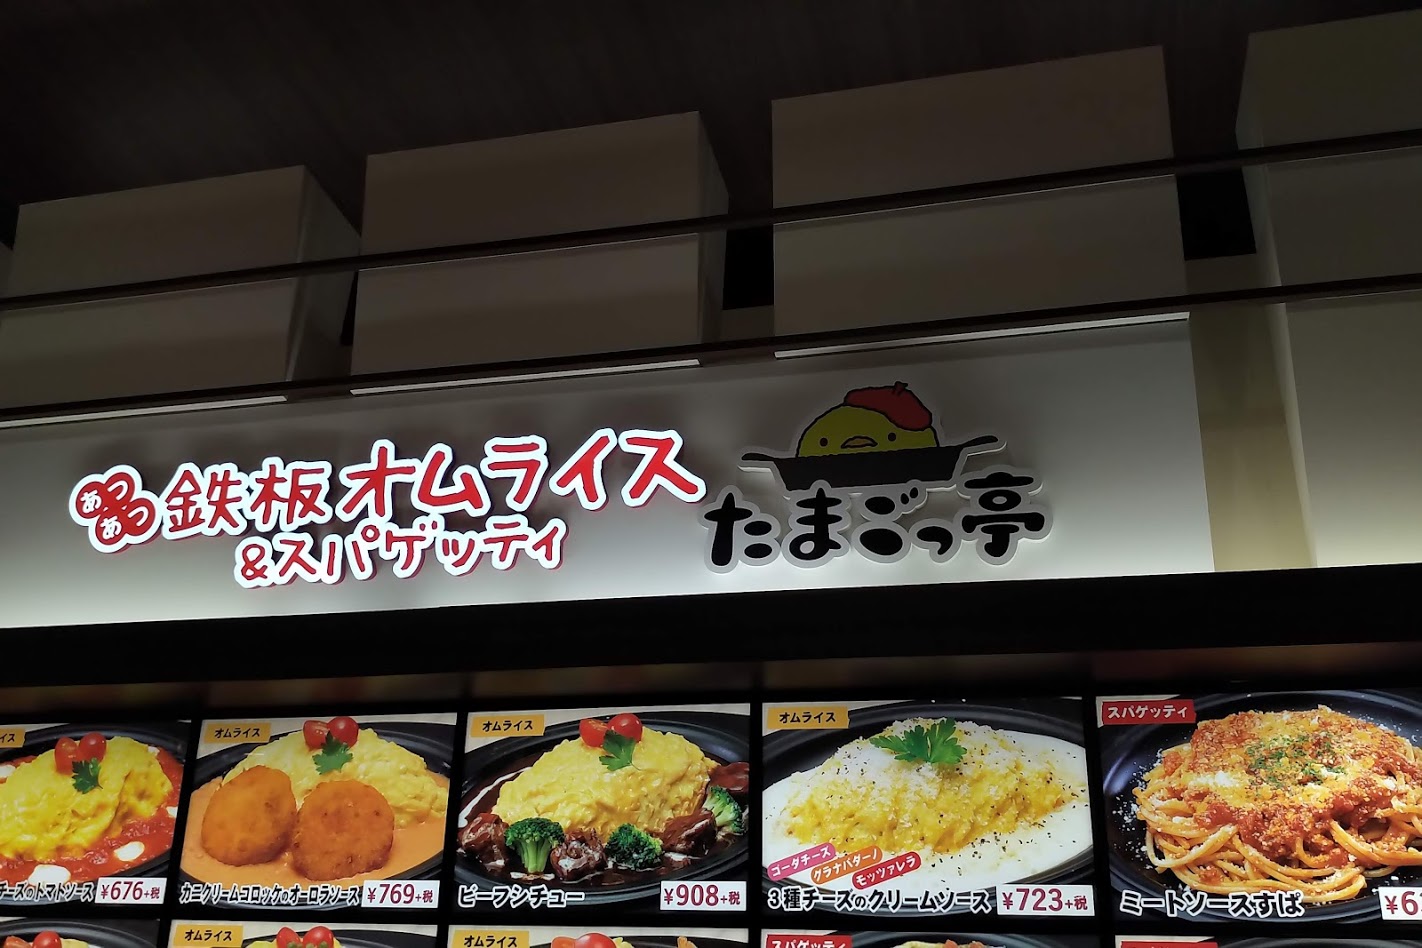 あつ
あつ
鉄板オムライス
&スパゲッティ
たまごっ亭
チーズのトマトソース ¥676+税
オムライス
カニクリームコロッケのオーロラソース ¥769+税
オムライス
ビーフシチュー ¥908+税
オムライス
ゴーダチーズ
グラナパダーノ
モッツァレラ
3種チーズのクリームソース ¥723+税
スパゲッティ
ミートソースすぱ
オムライス
オムライス
スパゲッティ